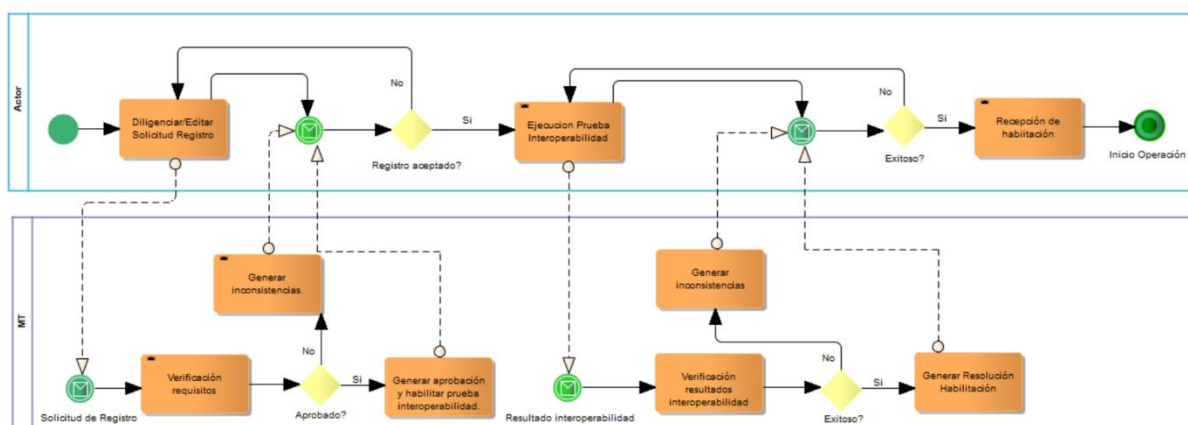 Actor
Diligenciar/Editar
Solicitud Registro
No
Registro aceptado?
Si
Ejecucion Prueba
Interoperabilidad
No
Exitoso?
Si
Recepción de
habiitación
Inicio Operación
MT
Solicitud de Registro
Verificación
requisitos
Generar
inconsistencias.
No
Aprobado?
Si
Generar aprobación
y habilitar prueba
interoperabilidad.
Resultado interoperabilidad
Verificación
resultados
interoperabilidad
Generar
inconsistencias
No
Exitoso?
Si
Generar Resolución
Habilitación